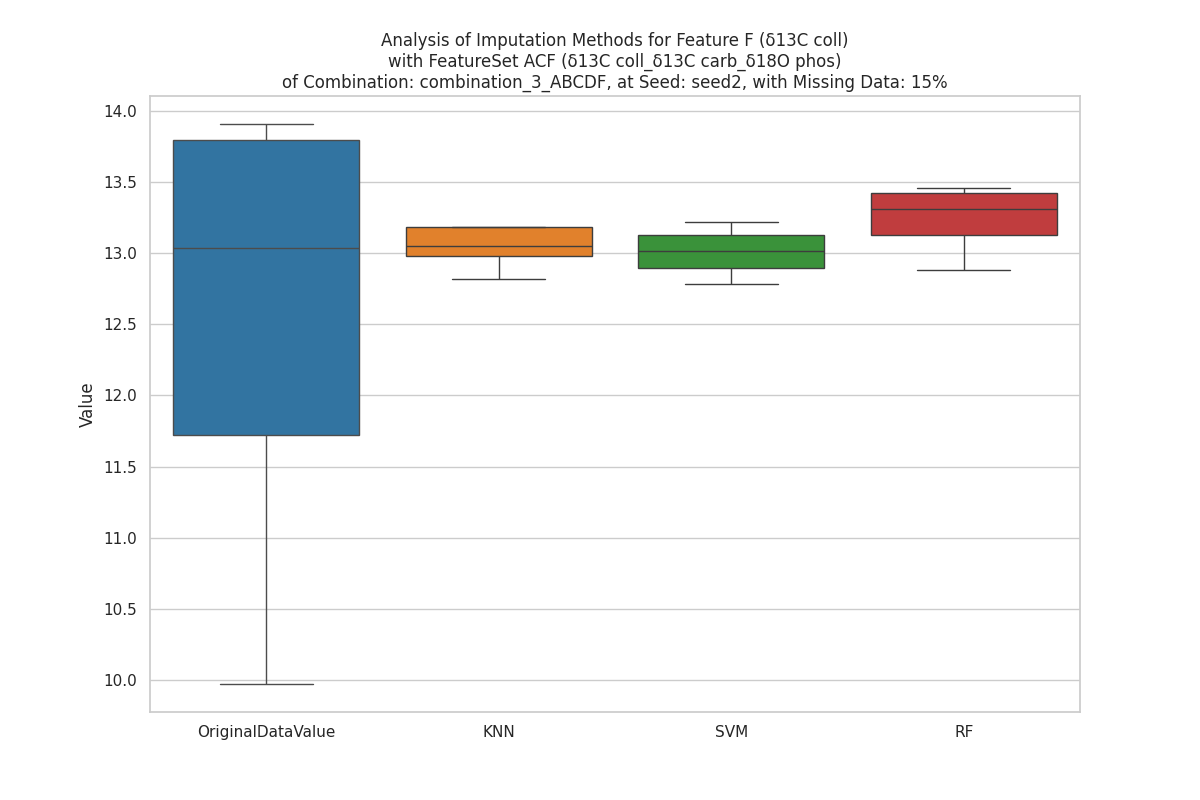 Analysis of Imputation Methods for Feature F (δ13C coll)
with FeatureSet ACF (δ13C coll_δ13C carb_δ18O phos)
of Combination: combination_3_ABCDF, at Seed: seed2, with Missing Data: 15%
14.0
13.5
13.0
12.5
12.0
11.5
11.0
10.5
10.0
Value
OriginalDataValue
KNN
SVM
RF